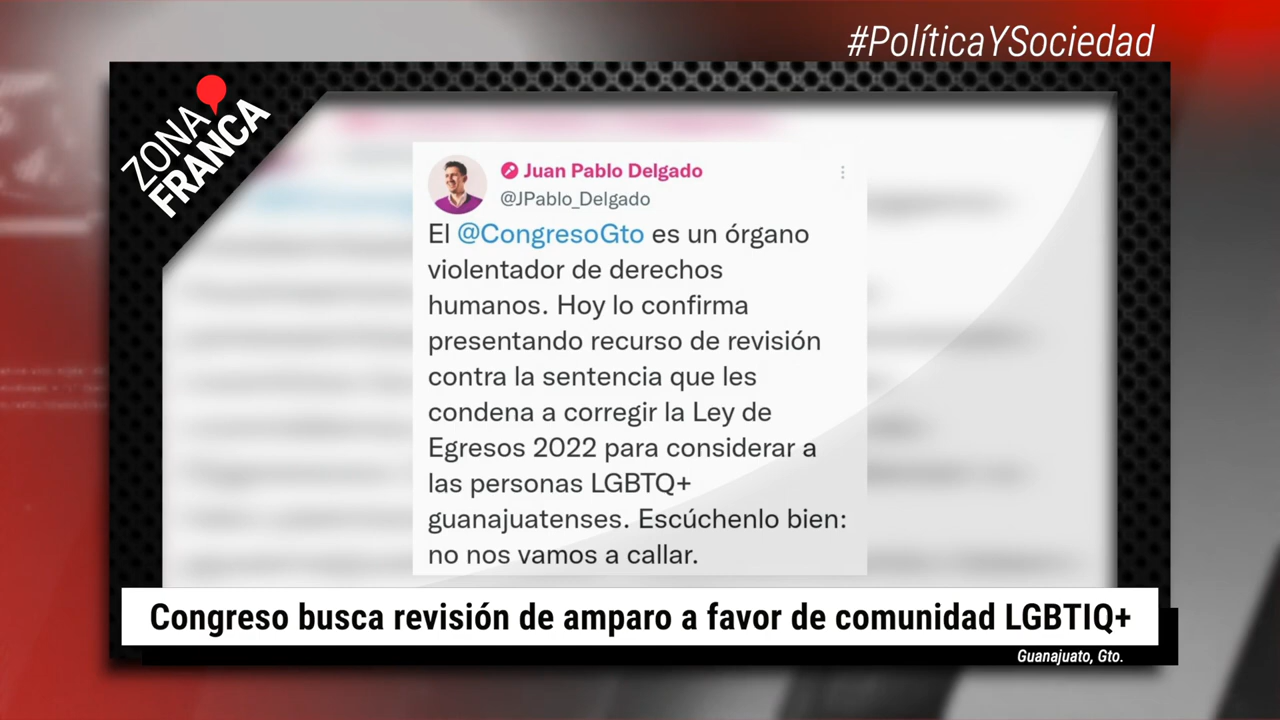 #PolíticaYSociedad
ZONA
FRANCA
Juan Pablo Delgado
@JPablo_Delgado
El @CongresoGto es un órgano
violentador de derechos
humanos. Hoy lo confirma
presentando recurso de revisión
contra la sentencia que les
condena a corregir la Ley de
Egresos 2022 para considerar a
las personas LGBTQ+
guanajuatenses. Escúchenlo bien:
no nos vamos a callar.
Congreso busca revisión de amparo a favor de comunidad LGBTIQ+
Guanajuato, Gto.